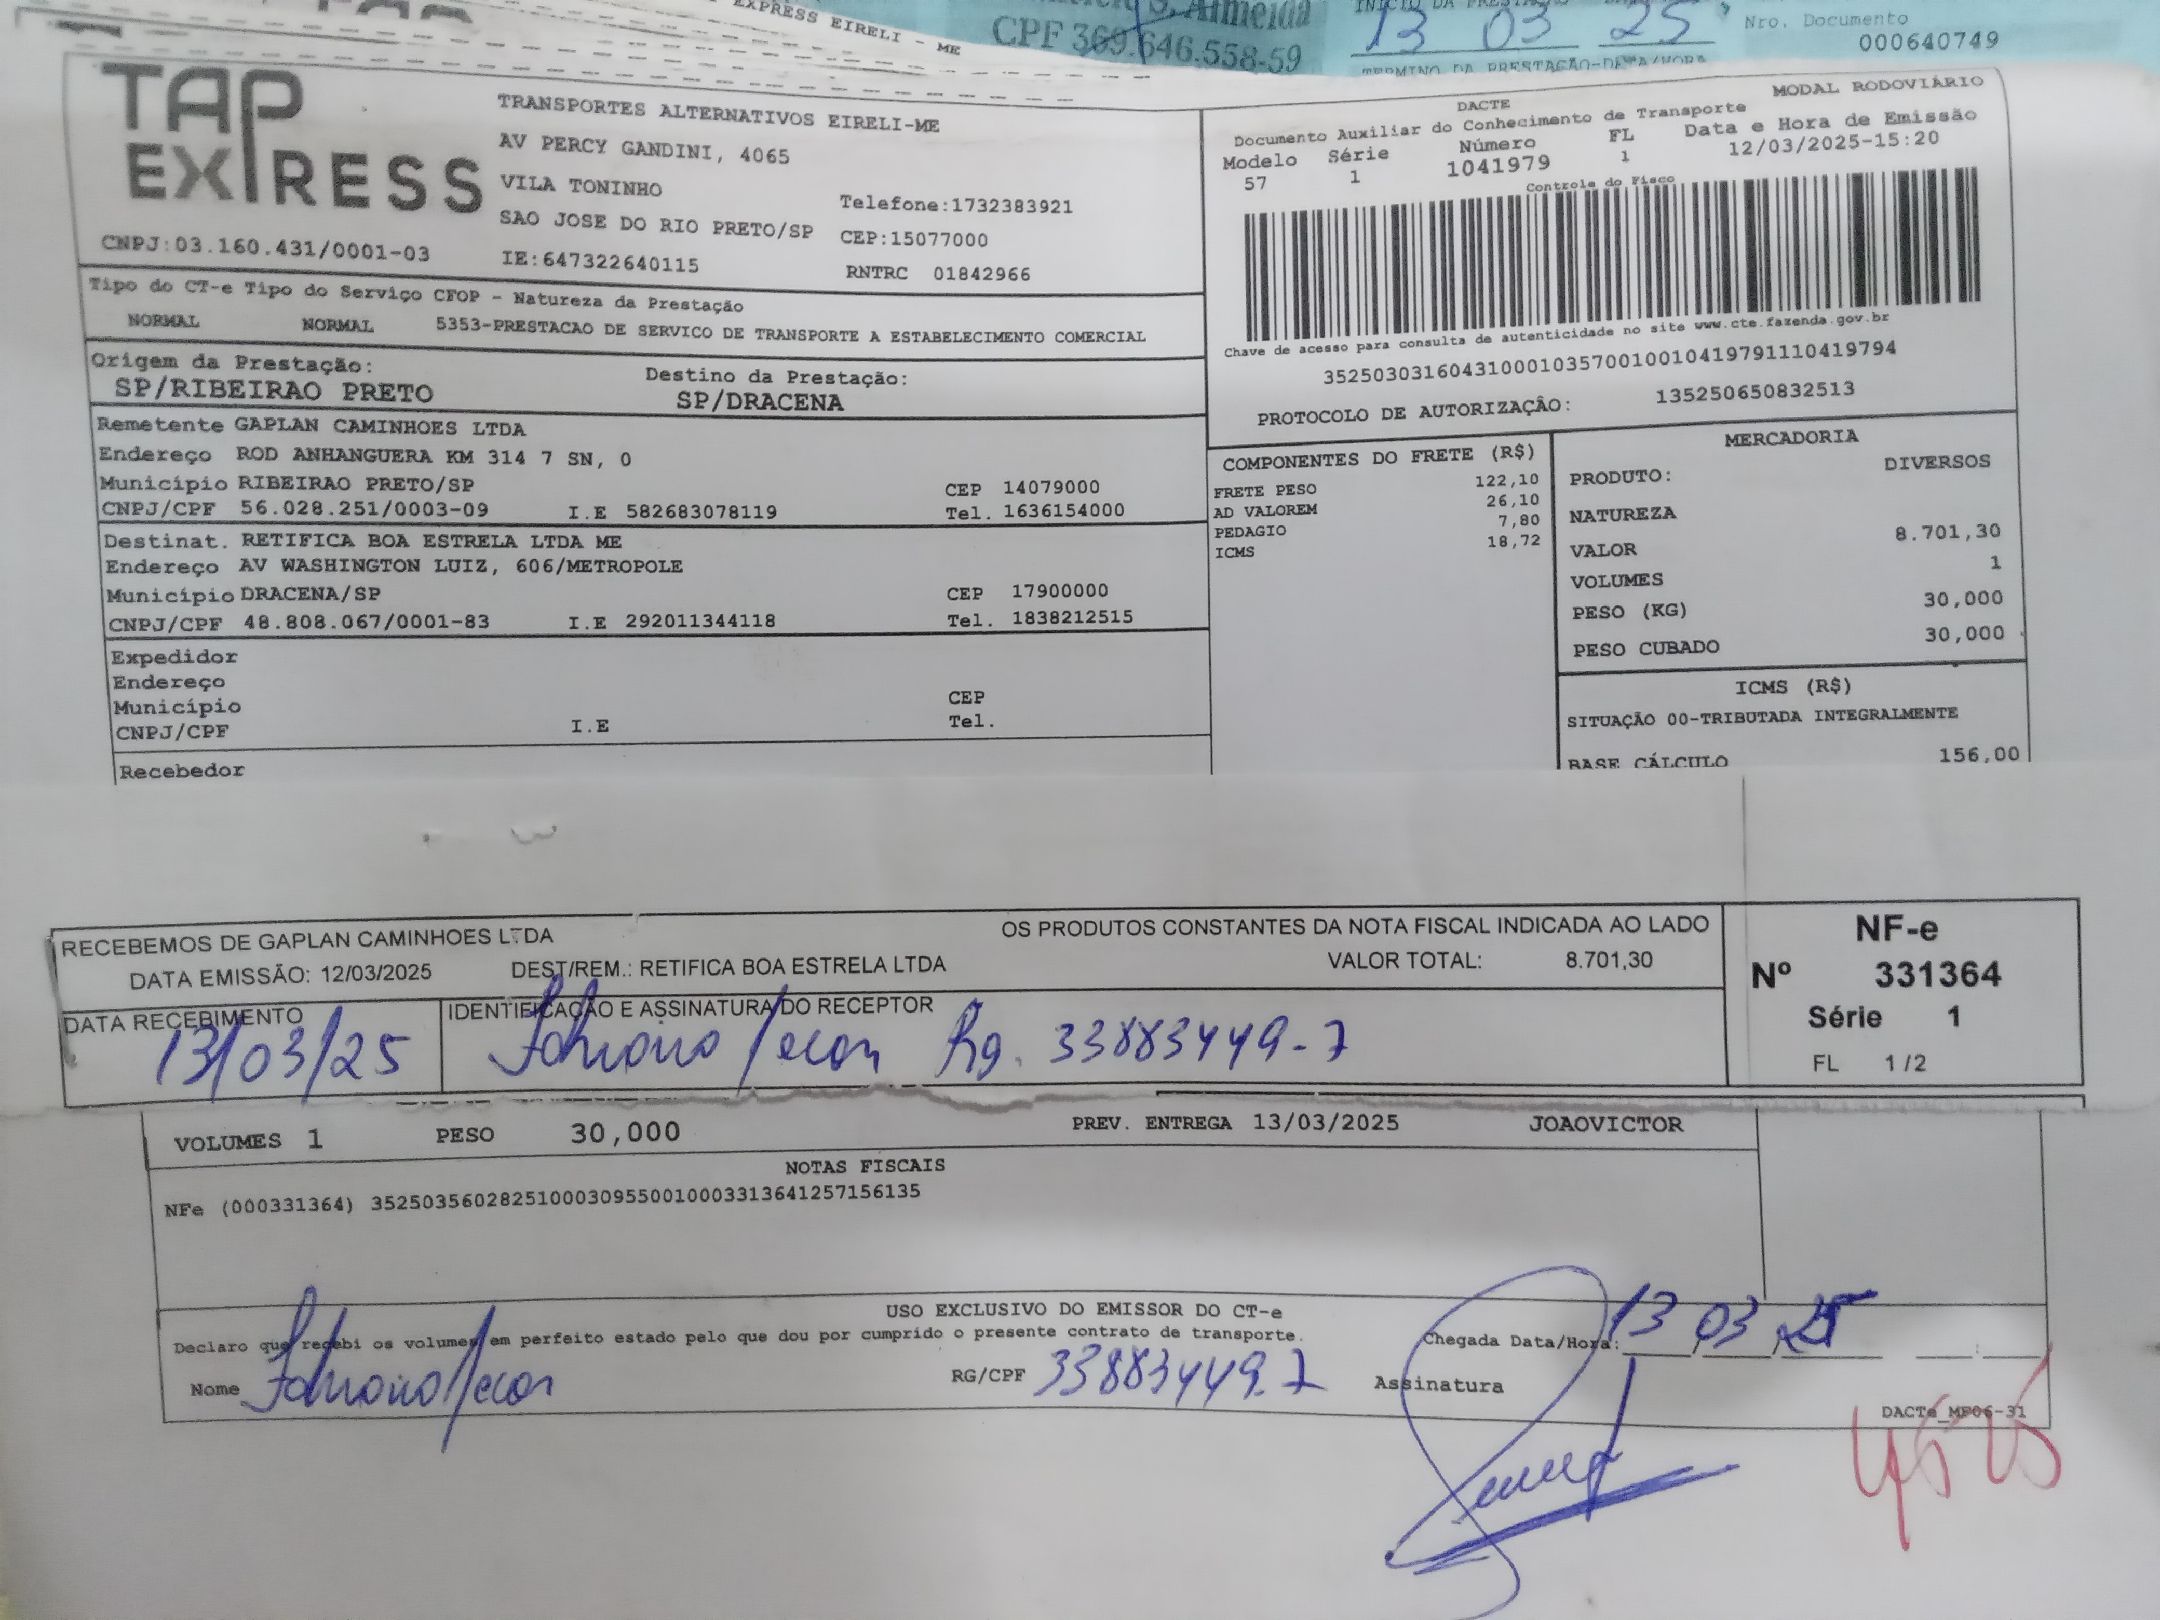 EXPRESS EIRELI - ME
Almeida
CPF 369.646.558-59
13 03 25
TERMINO DA PRESTAÇÃO-DATA/HORA
Nro. Documento
000640749
TAP EXPRESS
CNPJ:03.160.431/0001-03
TRANSPORTES ALTERNATIVOS EIRELI-ME
AV PERCY GANDINI, 4065
VILA TONINHO
SAO JOSE DO RIO PRETO/SP
IE:647322640115
Telefone:1732383921
CEP:15077000
RNTRC 01842966
DACTE MODAL RODOVIÁRIO
Documento Auxiliar do Conhecimento de Transporte
Modelo Série Número FL Data e Hora de Emissão
57 1 1041979 1 12/03/2025-15:20
Controle do Fisco
Chave de acesso para consulta de autenticidade no site www.cte.fazenda.gov.br
35250303160431000103570010010419791110419794
PROTOCOLO DE AUTORIZAÇÃO: 135250650832513
Tipo do CT-e Tipo do Serviço CFOP - Natureza da Prestação
NORMAL NORMAL 5353-PRESTACAO DE SERVICO DE TRANSPORTE A ESTABELECIMENTO COMERCIAL
Origem da Prestação: Destino da Prestação:
SP/RIBEIRAO PRETO SP/DRACENA
Remetente GAPLAN CAMINHOES LTDA
Endereço ROD ANHANGUERA KM 314 7 SN, 0
Município RIBEIRAO PRETO/SP CEP 14079000
CNPJ/CPF 56.028.251/0003-09 I.E 582683078119 Tel. 1636154000
Destinat. RETIFICA BOA ESTRELA LTDA ME
Endereço AV WASHINGTON LUIZ, 606/METROPOLE
Município DRACENA/SP CEP 17900000
CNPJ/CPF 48.808.067/0001-83 I.E 292011344118 Tel. 1838212515
Expedidor
Endereço
Município CEP
CNPJ/CPF I.E Tel.
Recebedor
COMPONENTES DO FRETE (R$)
FRETE PESO 122,10
AD VALOREM 26,10
PEDAGIO 7,80
ICMS 18,72
MERCADORIA
PRODUTO: DIVERSOS
NATUREZA
VALOR 8.701,30
VOLUMES 1
PESO (KG) 30,000
PESO CUBADO 30,000
ICMS (R$)
SITUAÇÃO 00-TRIBUTADA INTEGRALMENTE
BASE CÁLCULO 156,00
RECEBEMOS DE GAPLAN CAMINHOES LTDA OS PRODUTOS CONSTANTES DA NOTA FISCAL INDICADA AO LADO
DATA EMISSÃO: 12/03/2025 DEST/REM.: RETIFICA BOA ESTRELA LTDA VALOR TOTAL: 8.701,30
DATA RECEBIMENTO IDENTIFICAÇÃO E ASSINATURA DO RECEPTOR
13/03/25 Rg. 33883449-7
NF-e
Nº 331364
Série 1
FL 1/2
VOLUMES 1 PESO 30,000 PREV. ENTREGA 13/03/2025 JOAOVICTOR
NOTAS FISCAIS
NFe (000331364) 35250356028251000309550010003313641257156135
USO EXCLUSIVO DO EMISSOR DO CT-e
Declaro que recebi os volumes em perfeito estado pelo que dou por cumprido o presente contrato de transporte.
Chegada Data/Hora: 13 03 25
Nome RG/CPF 33883449-7 Assinatura
DACTe_MF06-31